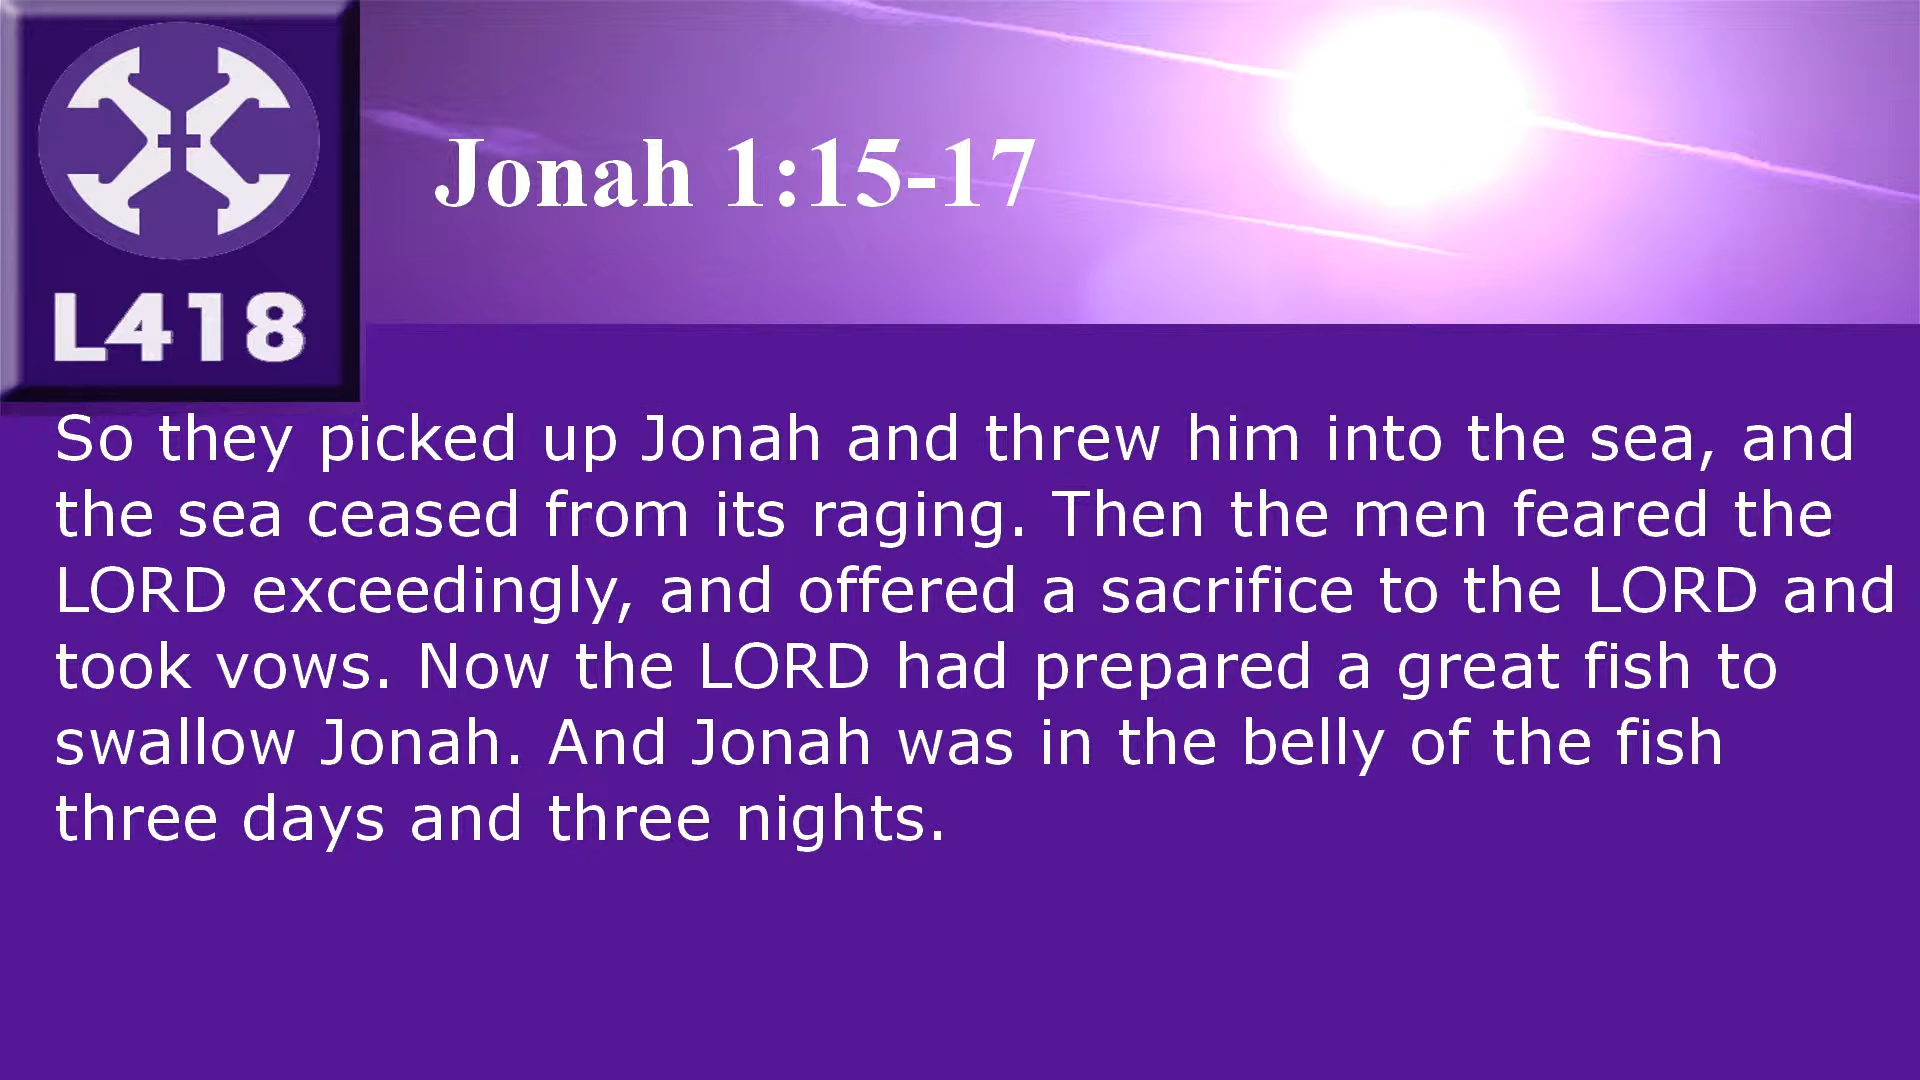 L418
Jonah 1:15-17
So they picked up Jonah and threw him into the sea, and
the sea ceased from its raging. Then the men feared the
LORD exceedingly, and offered a sacrifice to the LORD and
took vows. Now the LORD had prepared a great fish to
swallow Jonah. And Jonah was in the belly of the fish
three days and three nights.